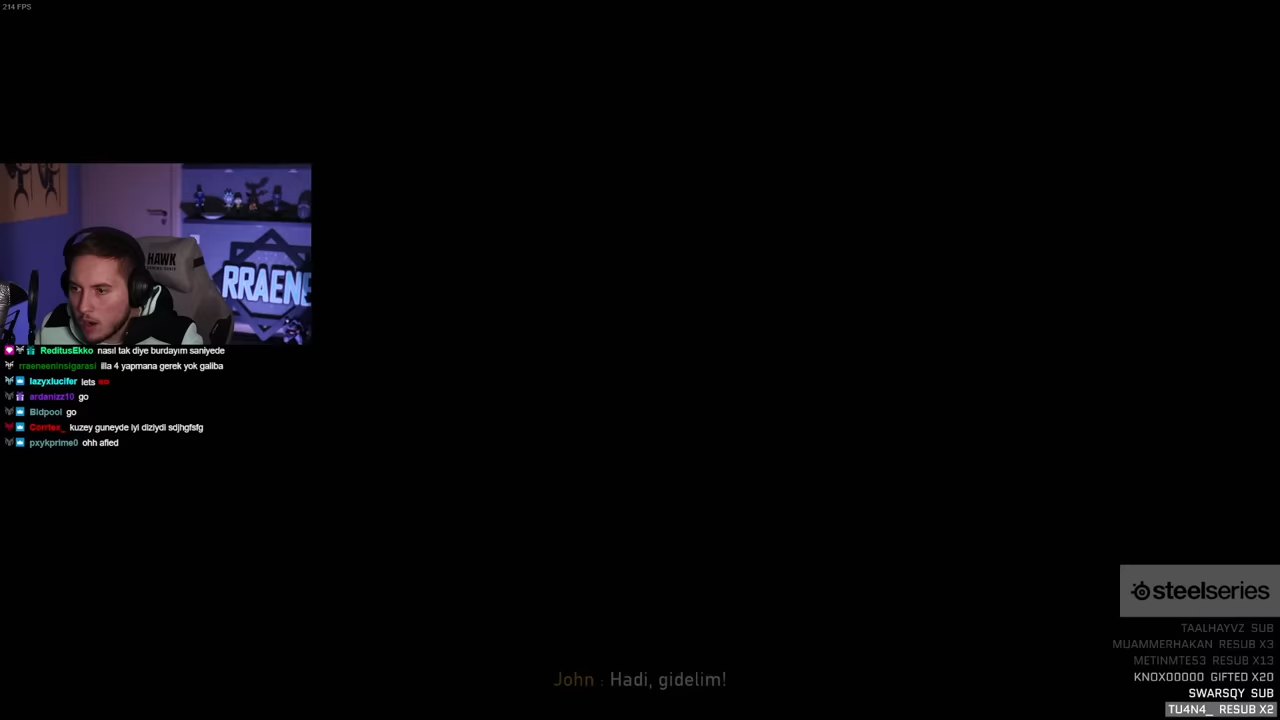 214 FPS
HAWK
RRAENE
ReditusEkko nasıl tak diye burdayım saniyede
rraeneeninsigarasi illa 4 yapmana gerek yok galiba
lazyxlucifer lets go
ardanizz10 go
Bidpool go
Corrtex_ kuzey guneyde iyi diziydi sdjhgfsfg
pxykprime0 ohh afied
steelseries
TAALHAYVZ SUB
MUAMMERHAKAN RESUB X3
METINMTE53 RESUB X13
KNOX00000 GIFTED X20
SWARSQY SUB
TU4N4_ RESUB X2
John : Hadi, gidelim!